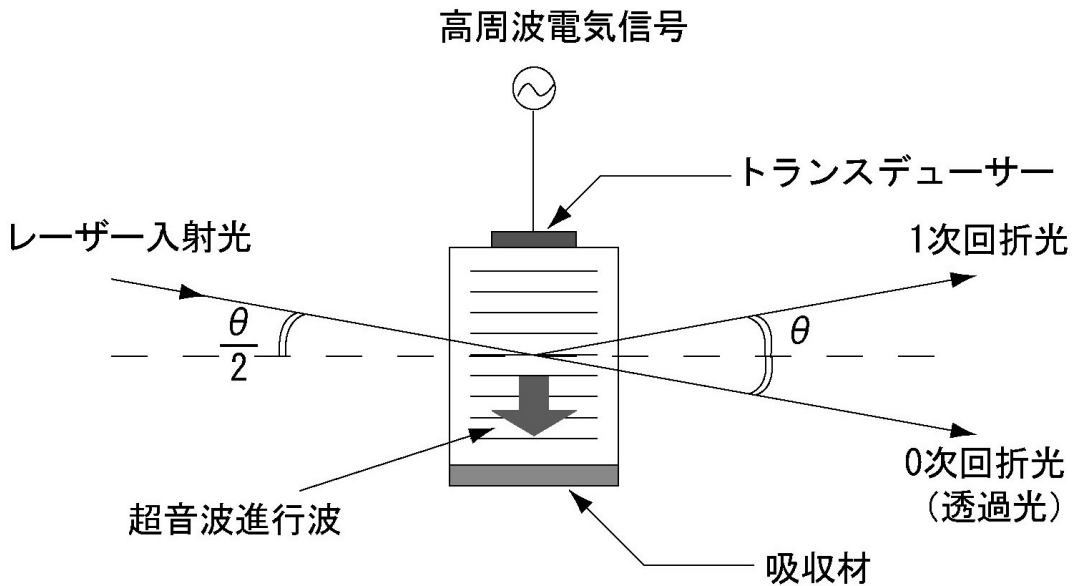 高周波電気信号
トランスデューサー
レーザー入射光
1次回折光
θ
2
θ
0次回折光
(透過光)
超音波進行波
吸収材